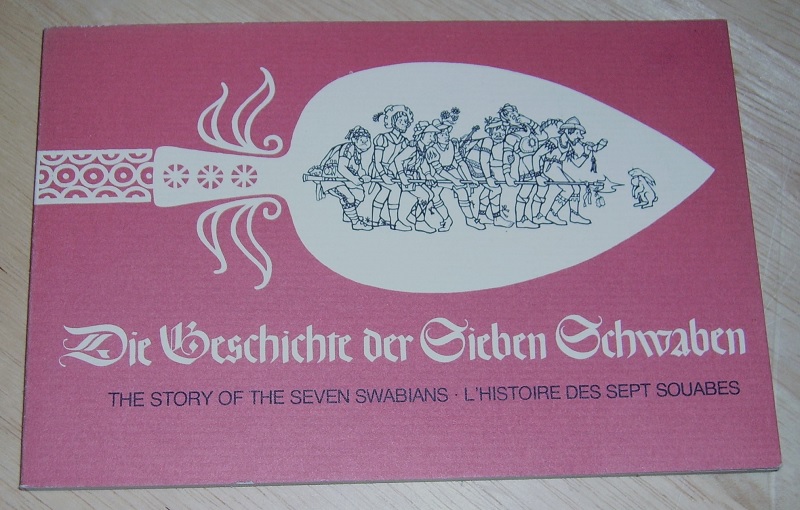 Die Geschichte der Sieben Schwaben
THE STORY OF THE SEVEN SWABIANS · L'HISTOIRE DES SEPT SOUABES